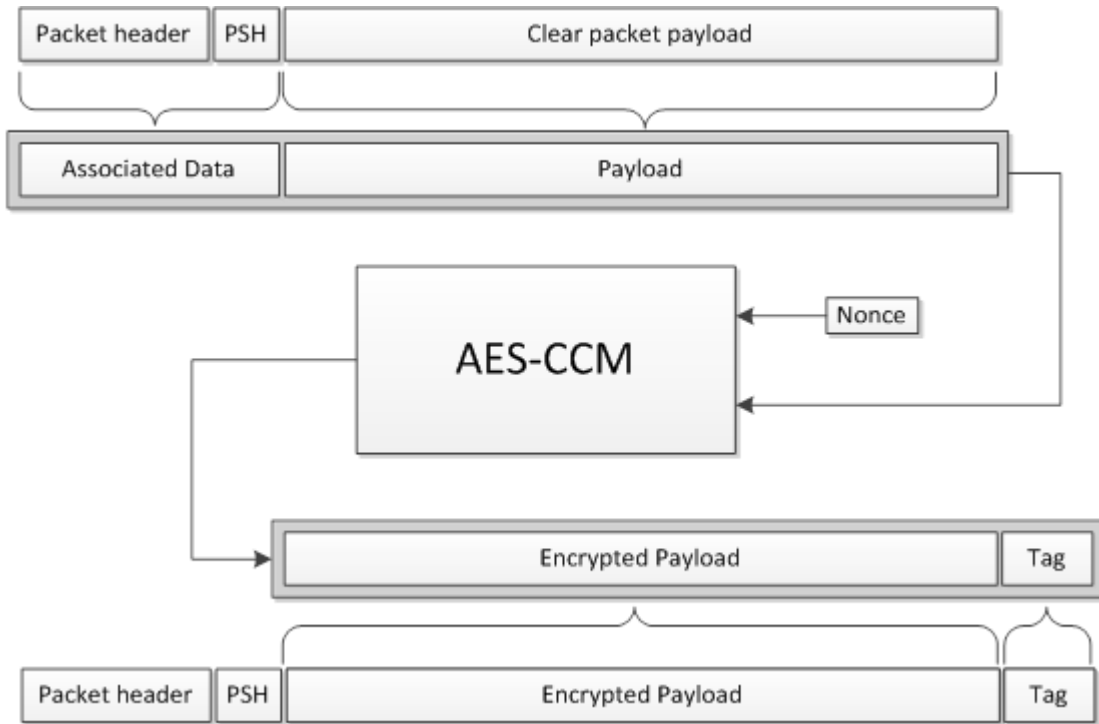 Packet header PSH Clear packet payload
Associated Data Payload
Nonce
AES-CCM
Encrypted Payload Tag
Packet header PSH Encrypted Payload Tag